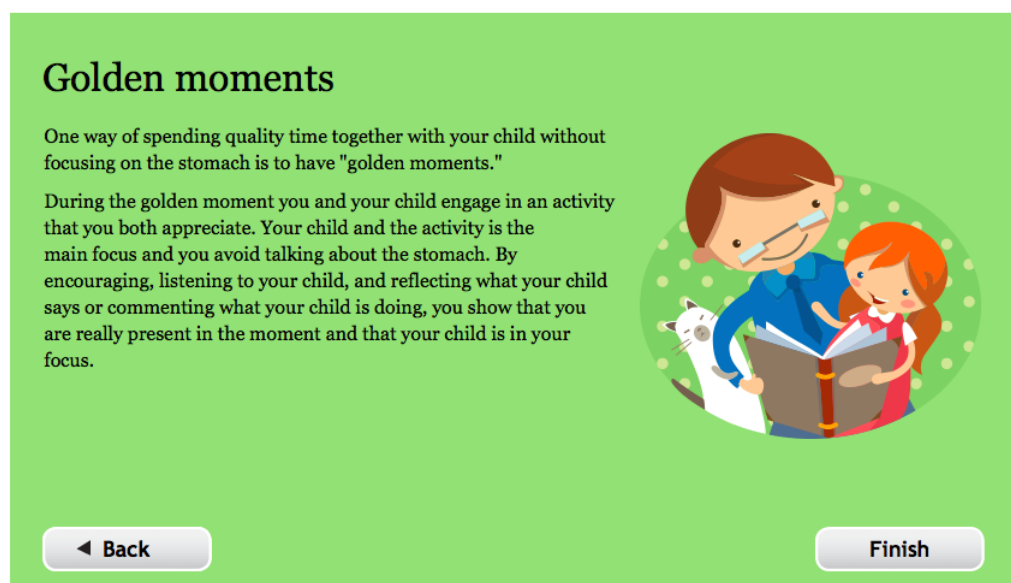 Golden moments
One way of spending quality time together with your child without
focusing on the stomach is to have "golden moments."
During the golden moment you and your child engage in an activity
that you both appreciate. Your child and the activity is the
main focus and you avoid talking about the stomach. By
encouraging, listening to your child, and reflecting what your child
says or commenting what your child is doing, you show that you
are really present in the moment and that your child is in your
focus.
Back
Finish